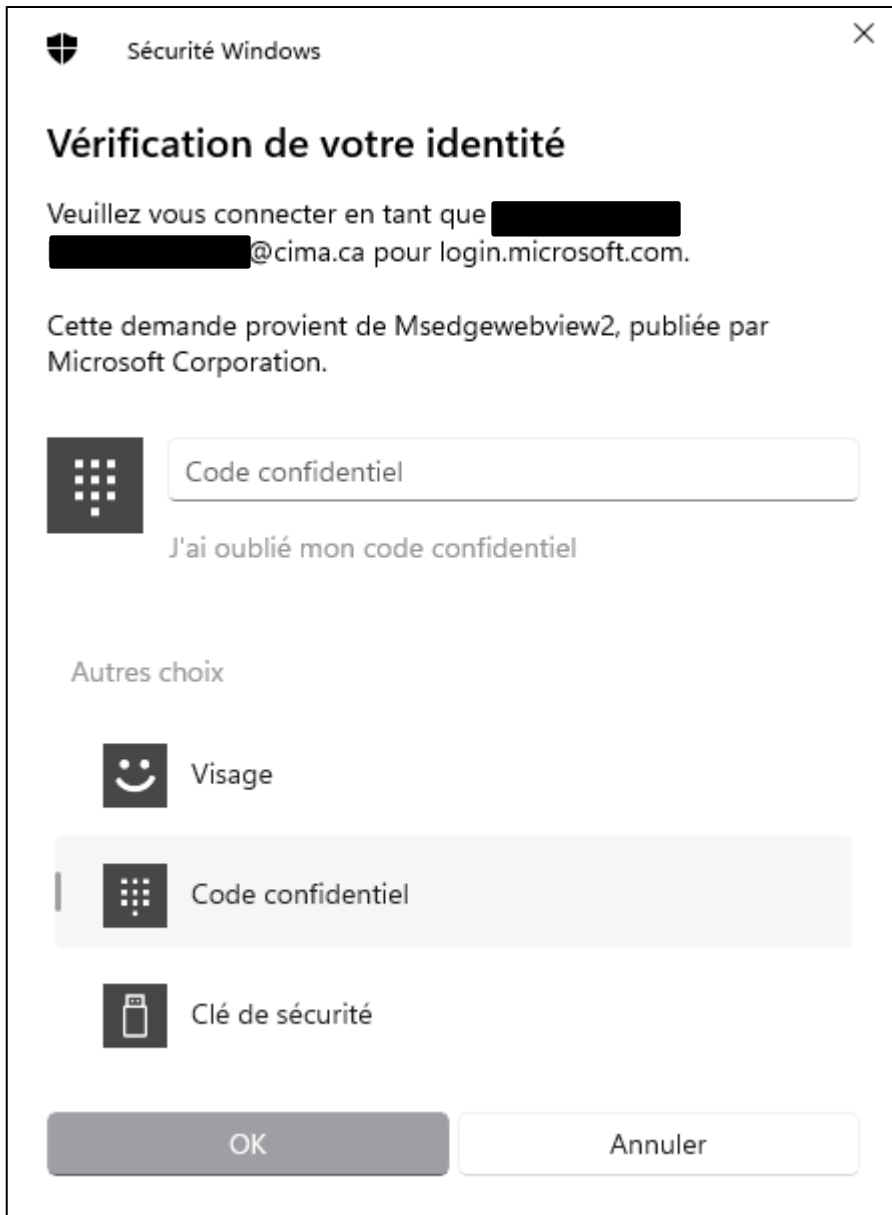 Sécurité Windows
Vérification de votre identité
Veuillez vous connecter en tant que
@cima.ca pour login.microsoft.com.
Cette demande provient de Msedgewebview2, publiée par
Microsoft Corporation.
Code confidentiel
J'ai oublié mon code confidentiel
Autres choix
Visage
Code confidentiel
Clé de sécurité
OK
Annuler